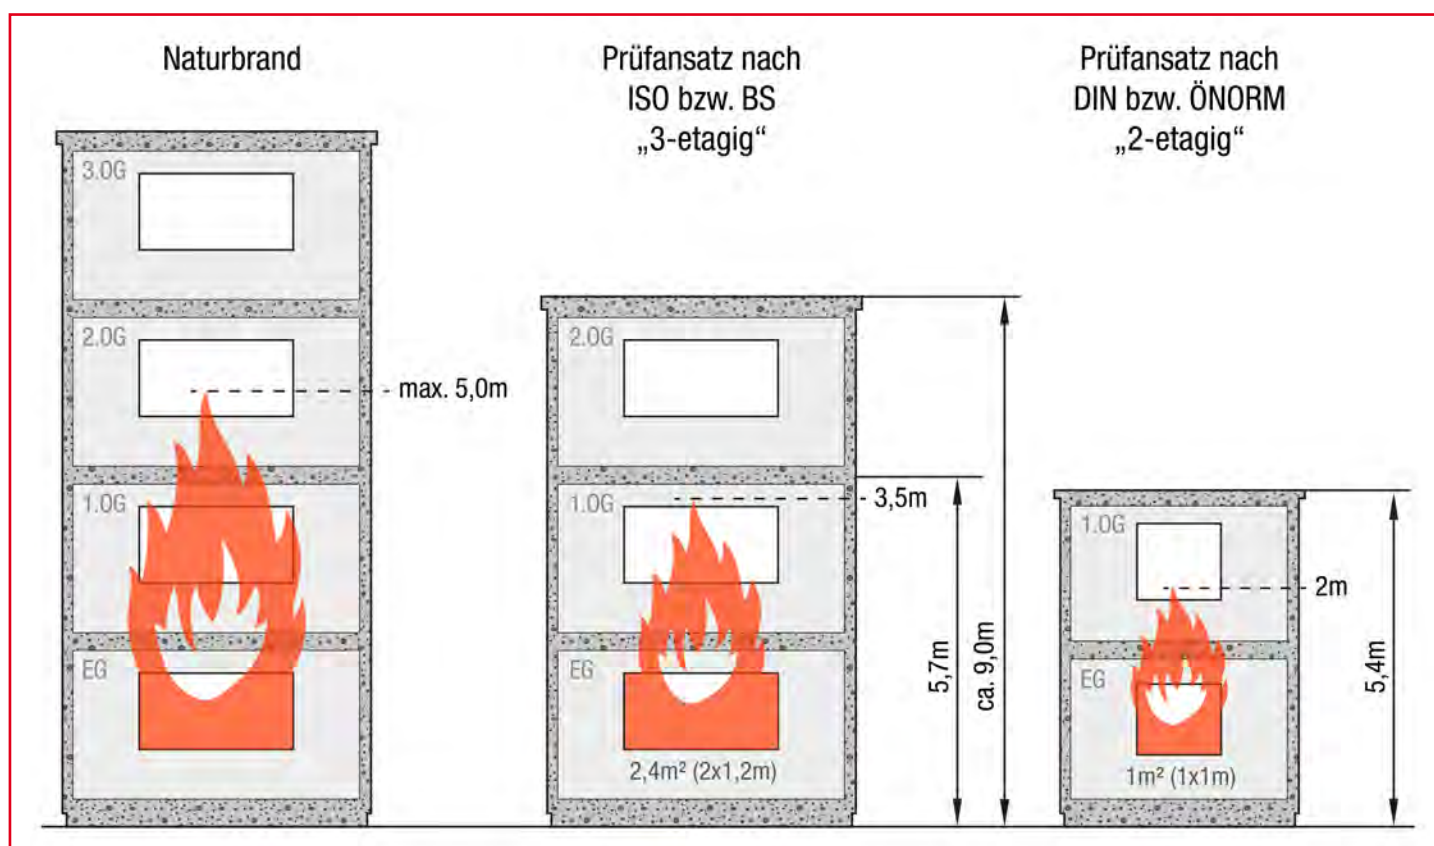 Naturbrand
3.OG
2.OG
max. 5,0m
1.OG
EG
Prüfansatz nach
ISO bzw. BS
„3-etagig“
2.OG
1.OG
3,5m
EG
2,4m² (2x1,2m)
5,7m
ca. 9,0m
Prüfansatz nach
DIN bzw. ÖNORM
„2-etagig“
1.OG
2m
EG
1m² (1x1m)
5,4m